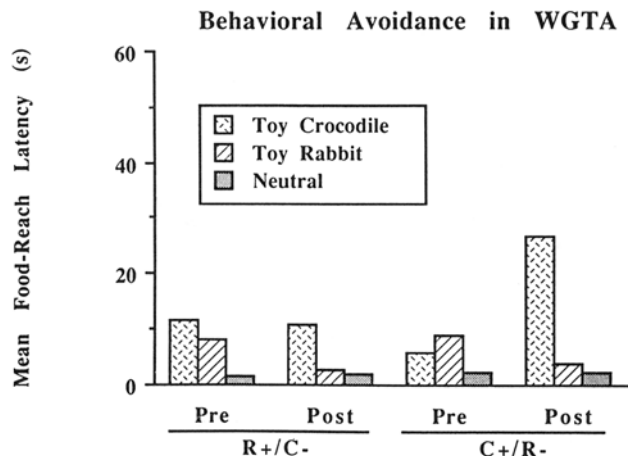 Behavioral Avoidance in WGTA
Mean Food-Reach Latency (s)
60
40
20
0
Toy Crocodile
Toy Rabbit
Neutral
Pre Post Pre Post
R+/C- C+/R-